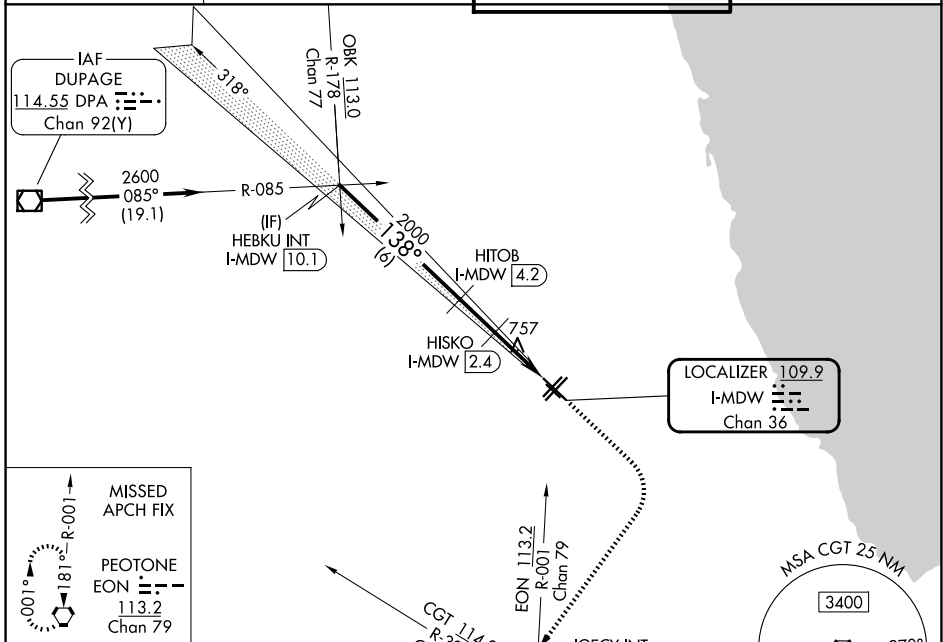 IAF
DUPAGE
114.55 DPA
Chan 92(Y)
318°
OBK 113.0
R-178
Chan 77
2600
085°
(19.1)
R-085
(IF)
HEBKU INT
I-MDW 10.1
2000
138°
(6)
HITOB
I-MDW 4.2
HISKO
I-MDW 2.4
757
LOCALIZER 109.9
I-MDW
Chan 36
MISSED
APCH FIX
R-001
181°
001°
PEOTONE
EON
113.2
Chan 79
EON 113.2
R-001
Chan 79
CGT 114.2
MSA CGT 25 NM
3400